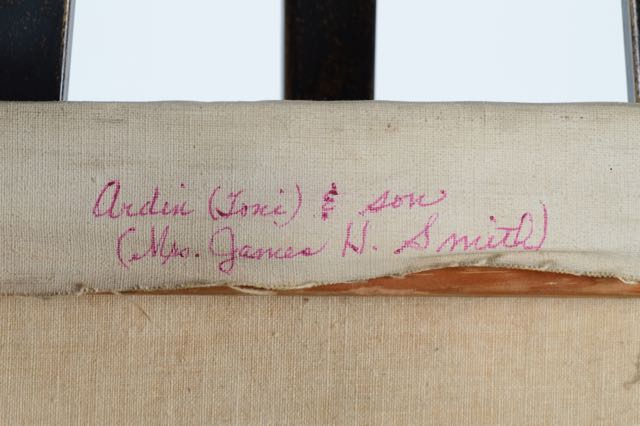 Ardin (Toni) & son
(Mrs. James H. Smith)